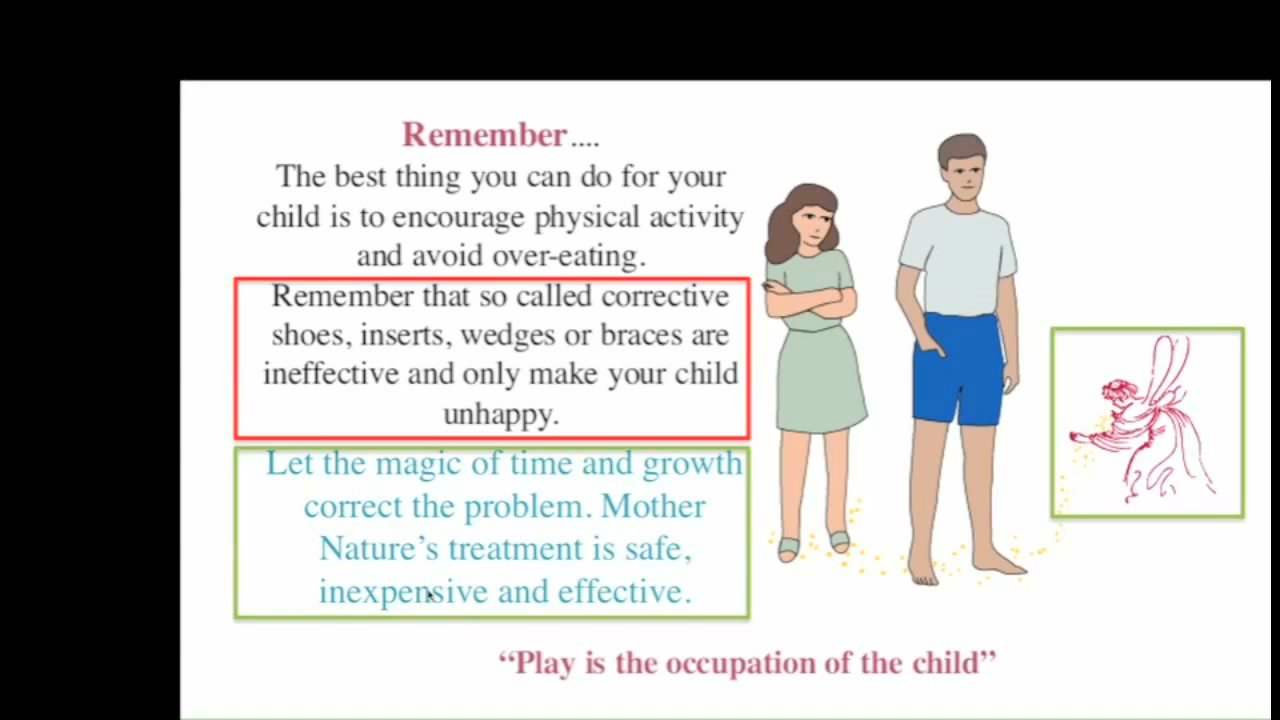 Remember....
The best thing you can do for your
child is to encourage physical activity
and avoid over-eating.
Remember that so called corrective
shoes, inserts, wedges or braces are
ineffective and only make your child
unhappy.
Let the magic of time and growth
correct the problem. Mother
Nature’s treatment is safe,
inexpensive and effective.
“Play is the occupation of the child”